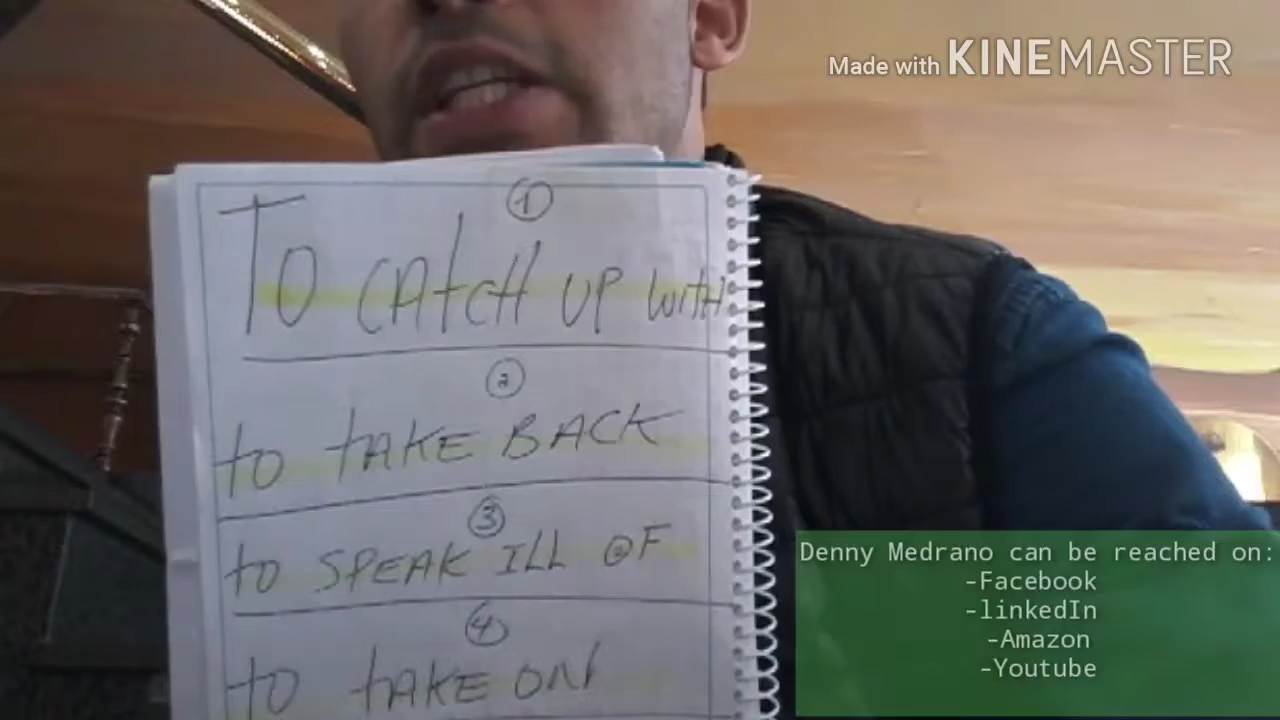 Made with KINEMASTER
①
To CAtCH UP WITH
②
to tAKE BACK
③
to SPEAK ILL OF
④
to tAKE ON
Denny Medrano can be reached on:
-Facebook
-linkedIn
-Amazon
-Youtube